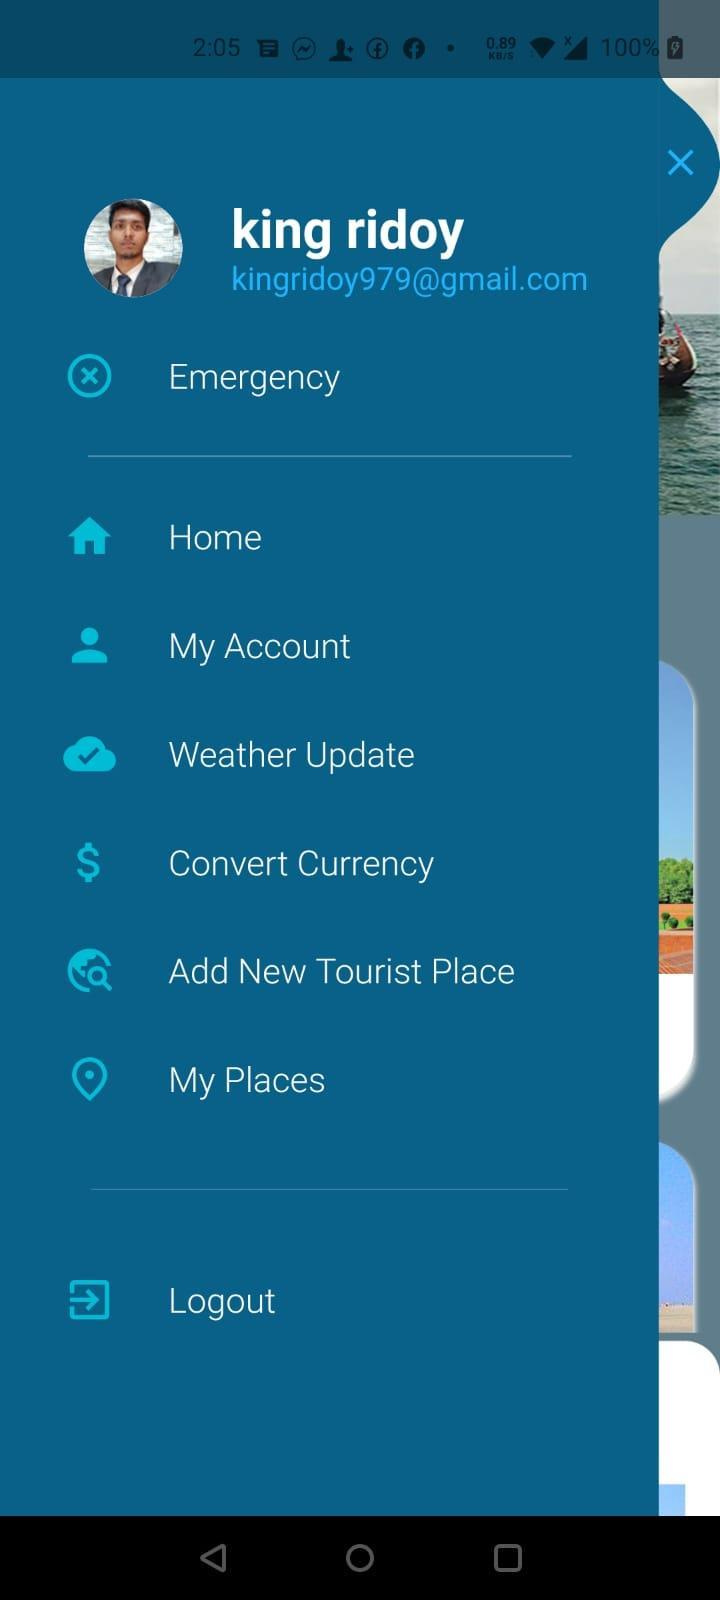 2:05 0.89 KB/S 100%
king ridoy
kingridoy979@gmail.com
Emergency
Home
My Account
Weather Update
Convert Currency
Add New Tourist Place
My Places
Logout